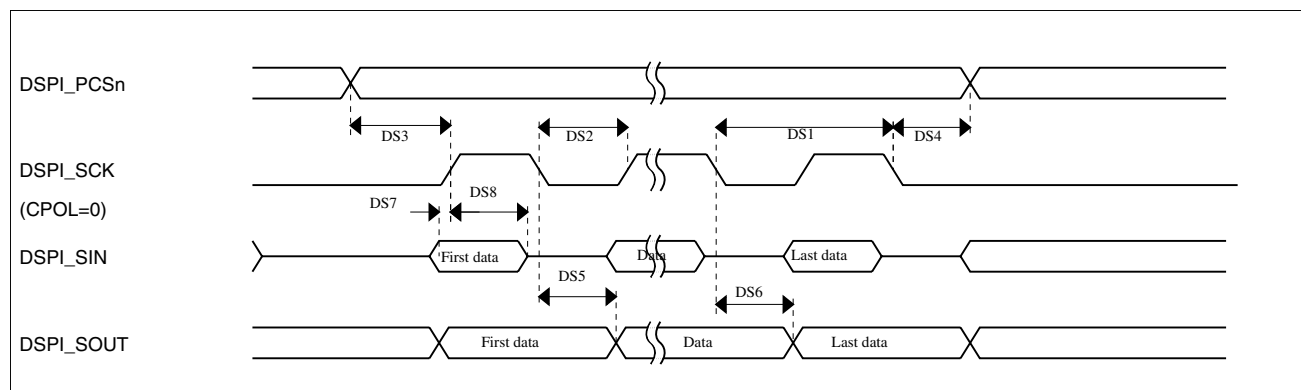 DSPI_PCSn
DS3
DS2
DS1
DS4
DSPI_SCK
(CPOL=0)
DS7
DS8
DSPI_SIN
First data
Data
Last data
DS5
DS6
DSPI_SOUT
First data
Data
Last data